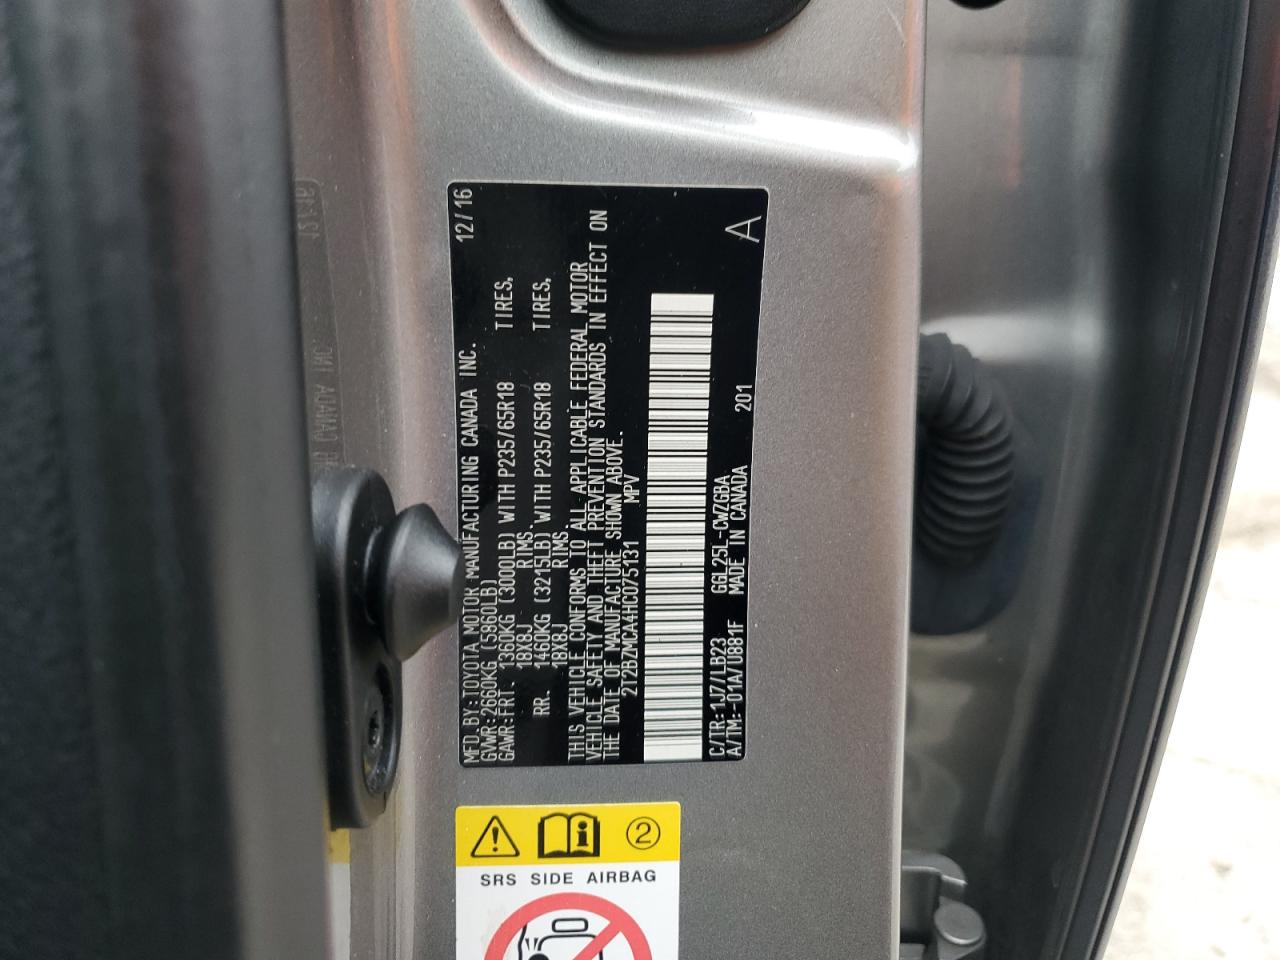 MFD.BY:TOYOTA MOTOR MANUFACTURING CANADA INC. 12/16
GVWR:2660KG (5860LB)
GAWR:FRT. 1360KG (3000LB) WITH P235/65R18 TIRES,
18X8J RIMS.
RR. 1460KG (3215LB) WITH P235/65R18 TIRES,
18X8J RIMS.
THIS VEHICLE CONFORMS TO ALL APPLICABLE FEDERAL MOTOR
VEHICLE SAFETY AND THEFT PREVENTION STANDARDS IN EFFECT ON
THE DATE OF MANUFACTURE SHOWN ABOVE.
2T2BZMCA4HC075131 MPV
C/TR:1J7/LB23 GGL25L-CWZGBA
A/TM:-01A/U881F MADE IN CANADA 201 A
2
SRS SIDE AIRBAG